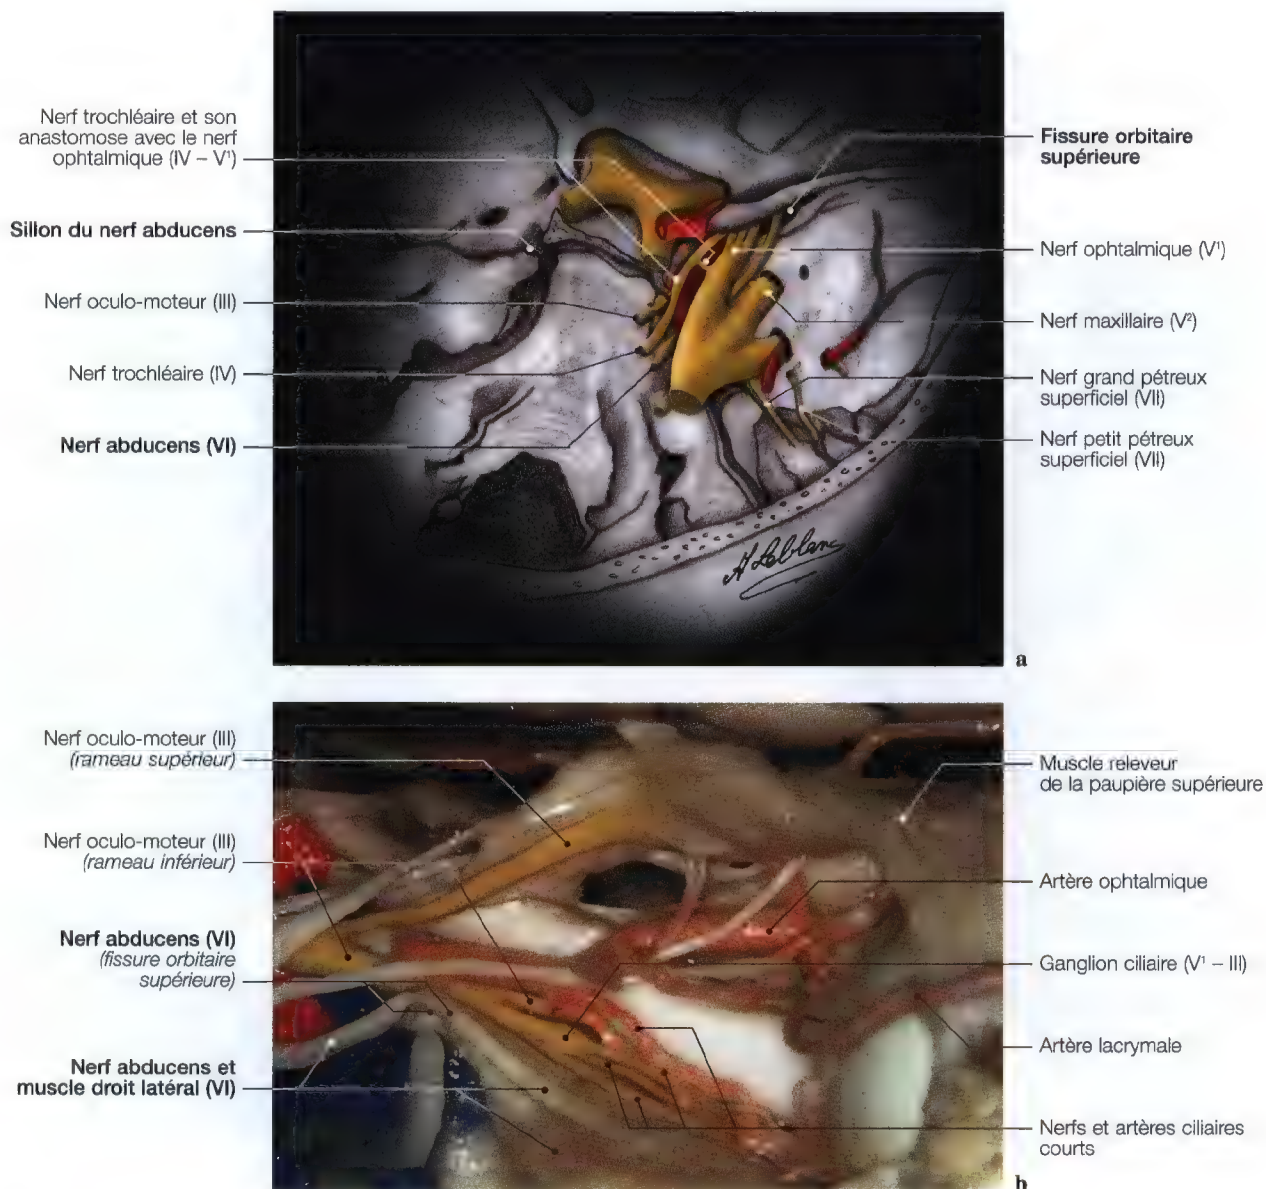 Nerf trochléaire et son
anastomose avec le nerf
ophtalmique (IV – V¹)
Sillon du nerf abducens
Nerf oculo-moteur (III)
Nerf trochléaire (IV)
Nerf abducens (VI)
Fissure orbitaire
supérieure
Nerf ophtalmique (V¹)
Nerf maxillaire (V²)
Nerf grand pétreux
superficiel (VII)
Nerf petit pétreux
superficiel (VII)
A Leblanc
a
Nerf oculo-moteur (III)
(rameau supérieur)
Nerf oculo-moteur (III)
(rameau inférieur)
Nerf abducens (VI)
(fissure orbitaire
supérieure)
Nerf abducens et
muscle droit latéral (VI)
Muscle releveur
de la paupière supérieure
Artère ophtalmique
Ganglion ciliaire (V¹ – III)
Artère lacrymale
Nerfs et artères ciliaires
courts
b